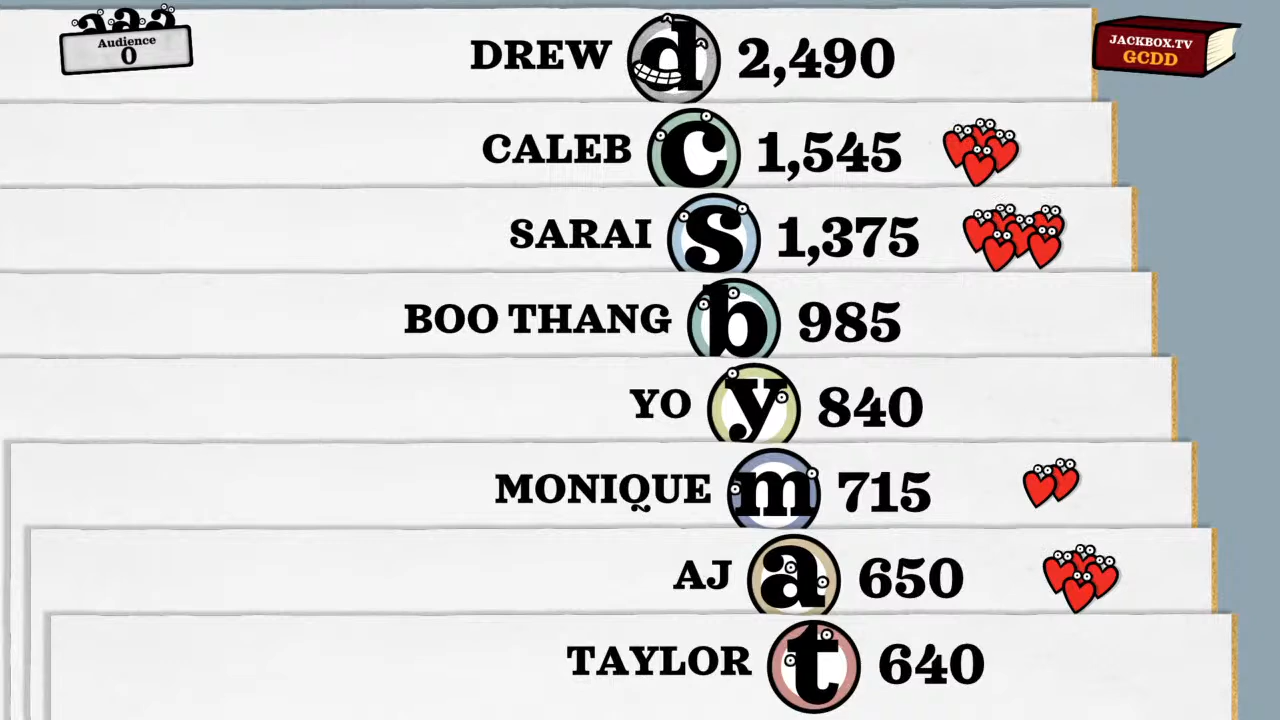 Audience
0
JACKBOX.TV
GCDD
DREW d 2,490
CALEB c 1,545
SARAI s 1,375
BOO THANG b 985
YO y 840
MONIQUE m 715
AJ a 650
TAYLOR t 640